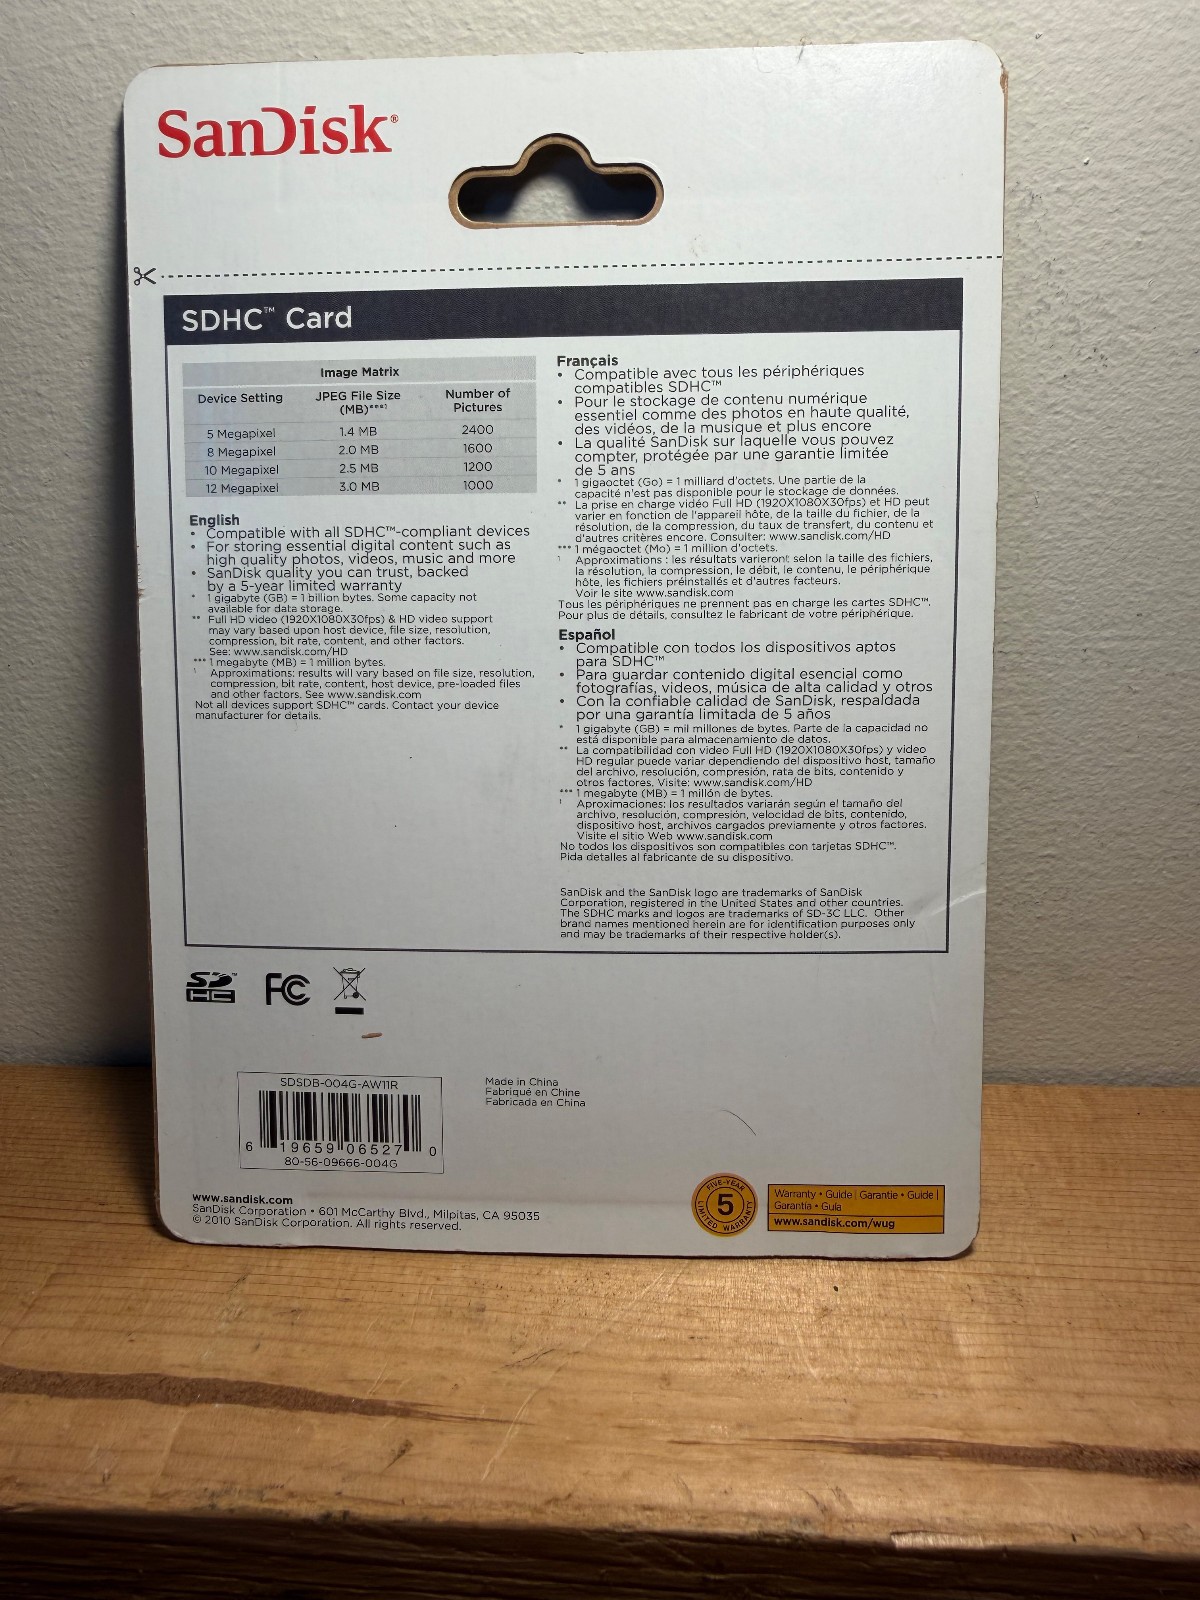 SanDisk®
SDHC™ Card
Image Matrix
Device Setting JPEG File Size (MB)***¹ Number of Pictures
5 Megapixel 1.4 MB 2400
8 Megapixel 2.0 MB 1600
10 Megapixel 2.5 MB 1200
12 Megapixel 3.0 MB 1000
English
• Compatible with all SDHC™-compliant devices
• For storing essential digital content such as
high quality photos, videos, music and more
• SanDisk quality you can trust, backed
by a 5-year limited warranty
* 1 gigabyte (GB) = 1 billion bytes. Some capacity not
available for data storage.
** Full HD video (1920X1080X30fps) & HD video support
may vary based upon host device, file size, resolution,
compression, bit rate, content, and other factors.
See: www.sandisk.com/HD
*** 1 megabyte (MB) = 1 million bytes.
¹ Approximations: results will vary based on file size, resolution,
compression, bit rate, content, host device, pre-loaded files
and other factors. See www.sandisk.com
Not all devices support SDHC™ cards. Contact your device
manufacturer for details.
Français
• Compatible avec tous les périphériques
compatibles SDHC™
• Pour le stockage de contenu numérique
essentiel comme des photos en haute qualité,
des vidéos, de la musique et plus encore
• La qualité SanDisk sur laquelle vous pouvez
compter, protégée par une garantie limitée
de 5 ans
* 1 gigaoctet (Go) = 1 milliard d'octets. Une partie de la
capacité n'est pas disponible pour le stockage de données.
** La prise en charge vidéo Full HD (1920X1080X30fps) et HD peut
varier en fonction de l'appareil hôte, de la taille du fichier, de la
résolution, de la compression, du taux de transfert, du contenu et
d'autres critères encore. Consulter: www.sandisk.com/HD
*** 1 mégaoctet (Mo) = 1 million d'octets.
¹ Approximations : les résultats varieront selon la taille des fichiers,
la résolution, la compression, le débit, le contenu, le périphérique
hôte, les fichiers préinstallés et d'autres facteurs.
Voir le site www.sandisk.com
Tous les périphériques ne prennent pas en charge les cartes SDHC™.
Pour plus de détails, consultez le fabricant de votre périphérique.
Español
• Compatible con todos los dispositivos aptos
para SDHC™
• Para guardar contenido digital esencial como
fotografías, videos, música de alta calidad y otros
• Con la confiable calidad de SanDisk, respaldada
por una garantía limitada de 5 años
* 1 gigabyte (GB) = mil millones de bytes. Parte de la capacidad no
está disponible para almacenamiento de datos.
** La compatibilidad con video Full HD (1920X1080X30fps) y video
HD regular puede variar dependiendo del dispositivo host, tamaño
del archivo, resolución, compresión, rata de bits, contenido y
otros factores. Visite: www.sandisk.com/HD
*** 1 megabyte (MB) = 1 millón de bytes.
¹ Aproximaciones: los resultados variarán según el tamaño del
archivo, resolución, compresión, velocidad de bits, contenido,
dispositivo host, archivos cargados previamente y otros factores.
Visite el sitio Web www.sandisk.com
No todos los dispositivos son compatibles con tarjetas SDHC™.
Pida detalles al fabricante de su dispositivo.
SanDisk and the SanDisk logo are trademarks of SanDisk
Corporation, registered in the United States and other countries.
The SDHC marks and logos are trademarks of SD-3C LLC. Other
brand names mentioned herein are for identification purposes only
and may be trademarks of their respective holder(s).
SD HC™ FC
SDSDB-004G-AW11R
6 19659 06527 0
80-56-09666-004G
Made in China
Fabriqué en Chine
Fabricada en China
www.sandisk.com
SanDisk Corporation • 601 McCarthy Blvd., Milpitas, CA 95035
© 2010 SanDisk Corporation. All rights reserved.
FIVE-YEAR
5
LIMITED WARRANTY
Warranty • Guide | Garantie • Guide |
Garantía • Guía
www.sandisk.com/wug